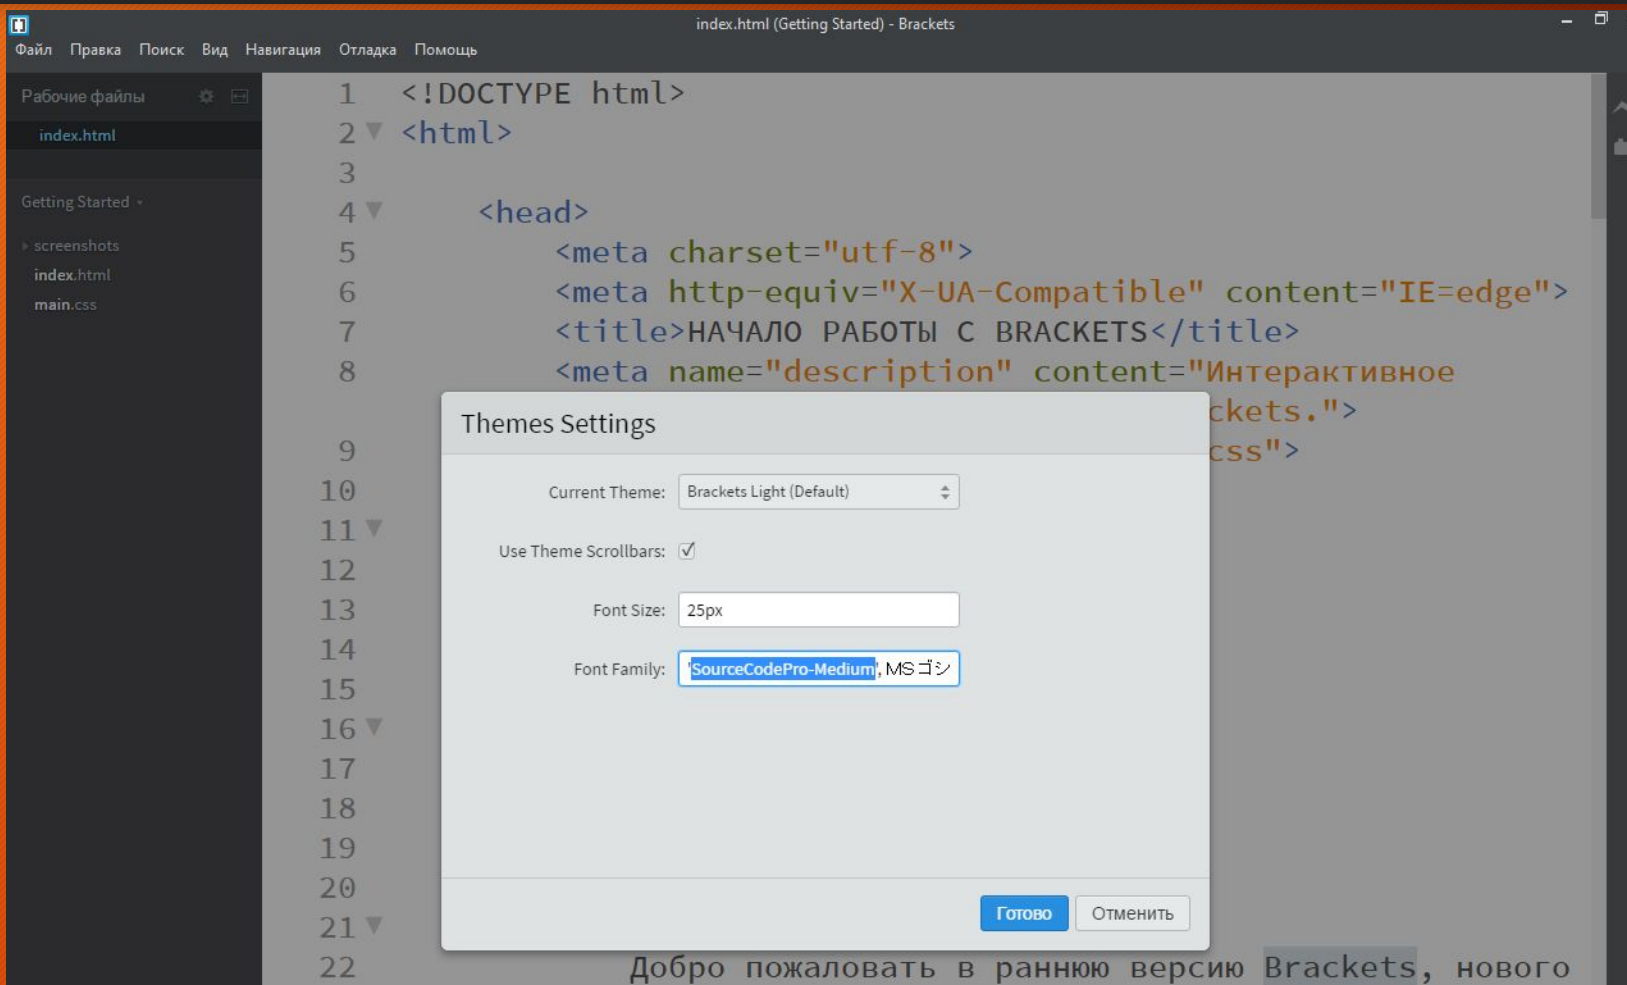 index.html (Getting Started) - Brackets
Файл Правка Поиск Вид Навигация Отладка Помощь
Рабочие файлы
index.html
Getting Started
screenshots
index.html
main.css
1 <!DOCTYPE html>
2 <html>
3
4 <head>
5 <meta charset="utf-8">
6 <meta http-equiv="X-UA-Compatible" content="IE=edge">
7 <title>НАЧАЛО РАБОТЫ С BRACKETS</title>
8 <meta name="description" content="Интерактивное
ckets.">
9 css">
10
11
12
13
14
15
16
17
18
19
20
21
22 Добро пожаловать в раннюю версию Brackets, нового
Themes Settings
Current Theme: Brackets Light (Default)
Use Theme Scrollbars:
Font Size: 25px
Font Family: 'SourceCodePro-Medium', MS ゴシ
Готово Отменить